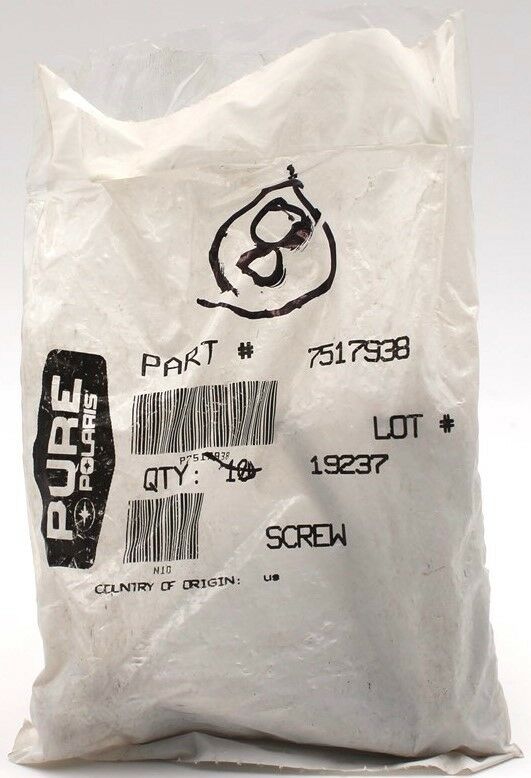 8
PART # 7517938
PURE
POLARIS
P7517938
LOT #
QTY: 10 19237
N10
SCREW
COUNTRY OF ORIGIN: US